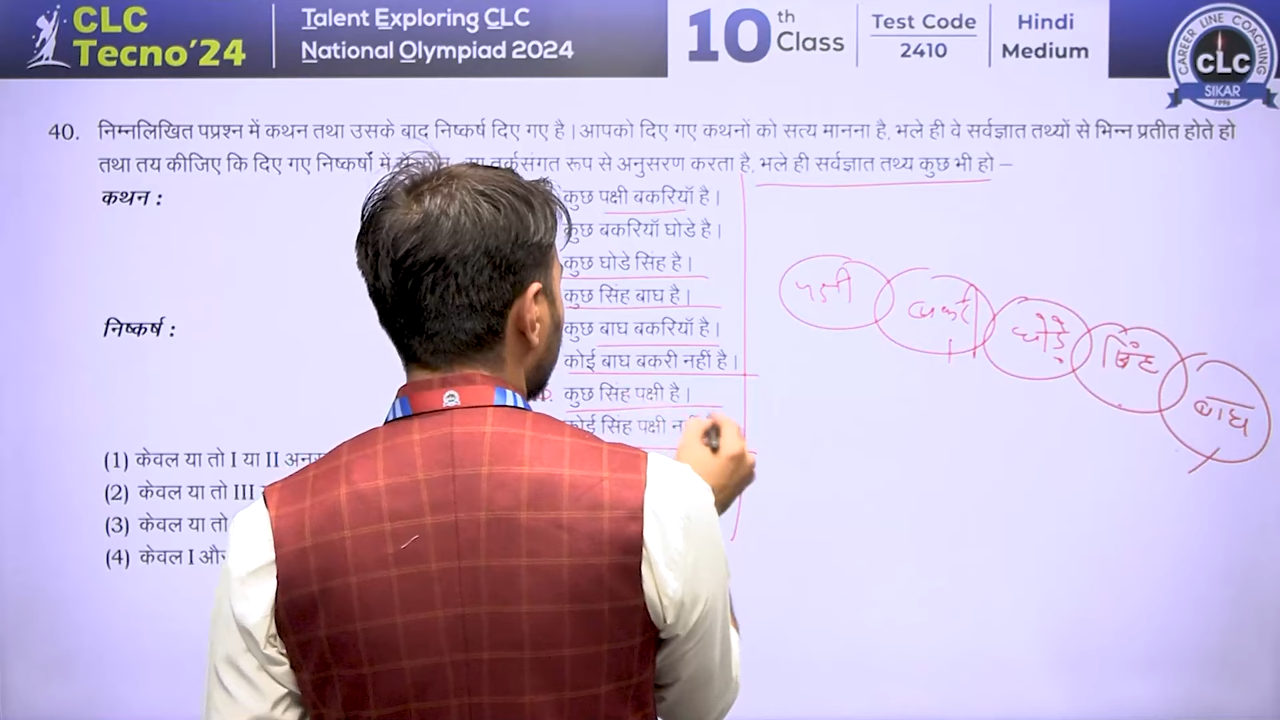 CLC
Tecno'24
Talent Exploring CLC
National Olympiad 2024
10th Class
Test Code
2410
Hindi
Medium
CAREER LINE COACHING
CLC
SIKAR
1996
40. निम्नलिखित पप्रश्न में कथन तथा उसके बाद निष्कर्ष दिए गए है। आपको दिए गए कथनों को सत्य मानना है, भले ही वे सर्वज्ञात तथ्यों से भिन्न प्रतीत होते हो
तथा तय कीजिए कि दिए गए निष्कर्षों में तर्कसंगत रूप से अनुसरण करता है, भले ही सर्वज्ञात तथ्य कुछ भी हो –
कथन : कुछ पक्षी बकरियॉ है।
कुछ बकरियॉ घोडे है।
कुछ घोडे सिंह है।
कुछ सिंह बाघ है।
निष्कर्ष : कुछ बाघ बकरियॉ है।
कोई बाघ बकरी नहीं है।
कुछ सिंह पक्षी है।
कोई सिंह पक्षी
(1) केवल या तो I या II
(2) केवल या तो III
(3) केवल या तो
(4) केवल I और
पक्षी
बकरी
घोड़े
सिंह
बाघ